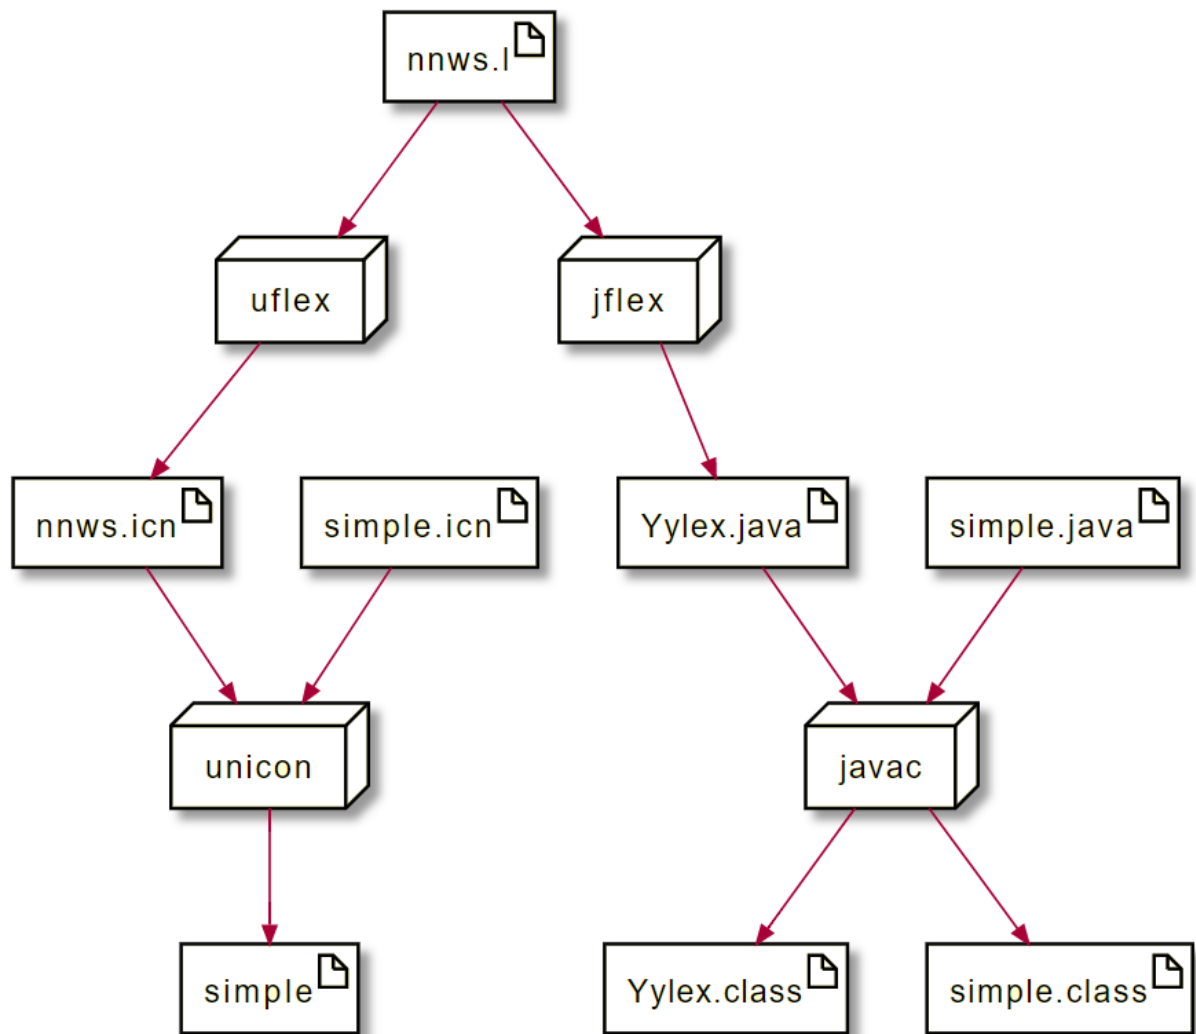 nnws.l
uflex
jflex
nnws.icn
simple.icn
Yylex.java
simple.java
unicon
javac
simple
Yylex.class
simple.class